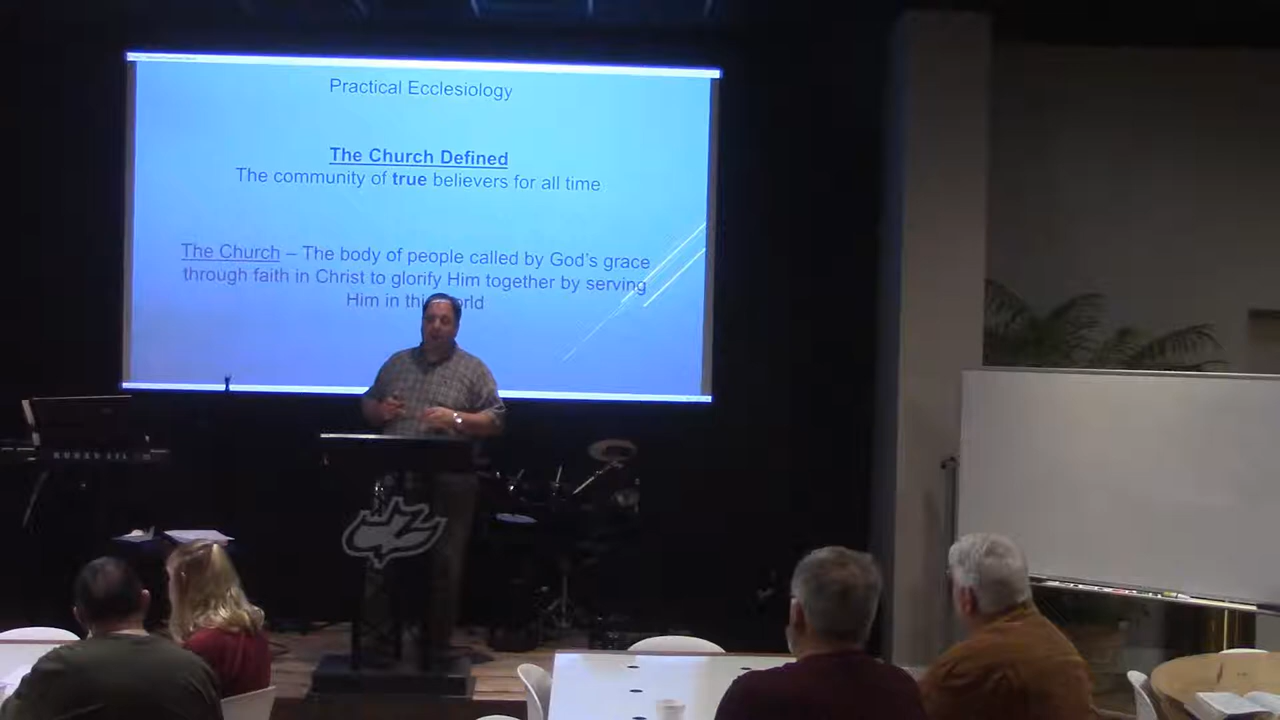 Practical Ecclesiology
The Church Defined
The community of true believers for all time
The Church – The body of people called by God's grace
through faith in Christ to glorify Him together by serving
Him in